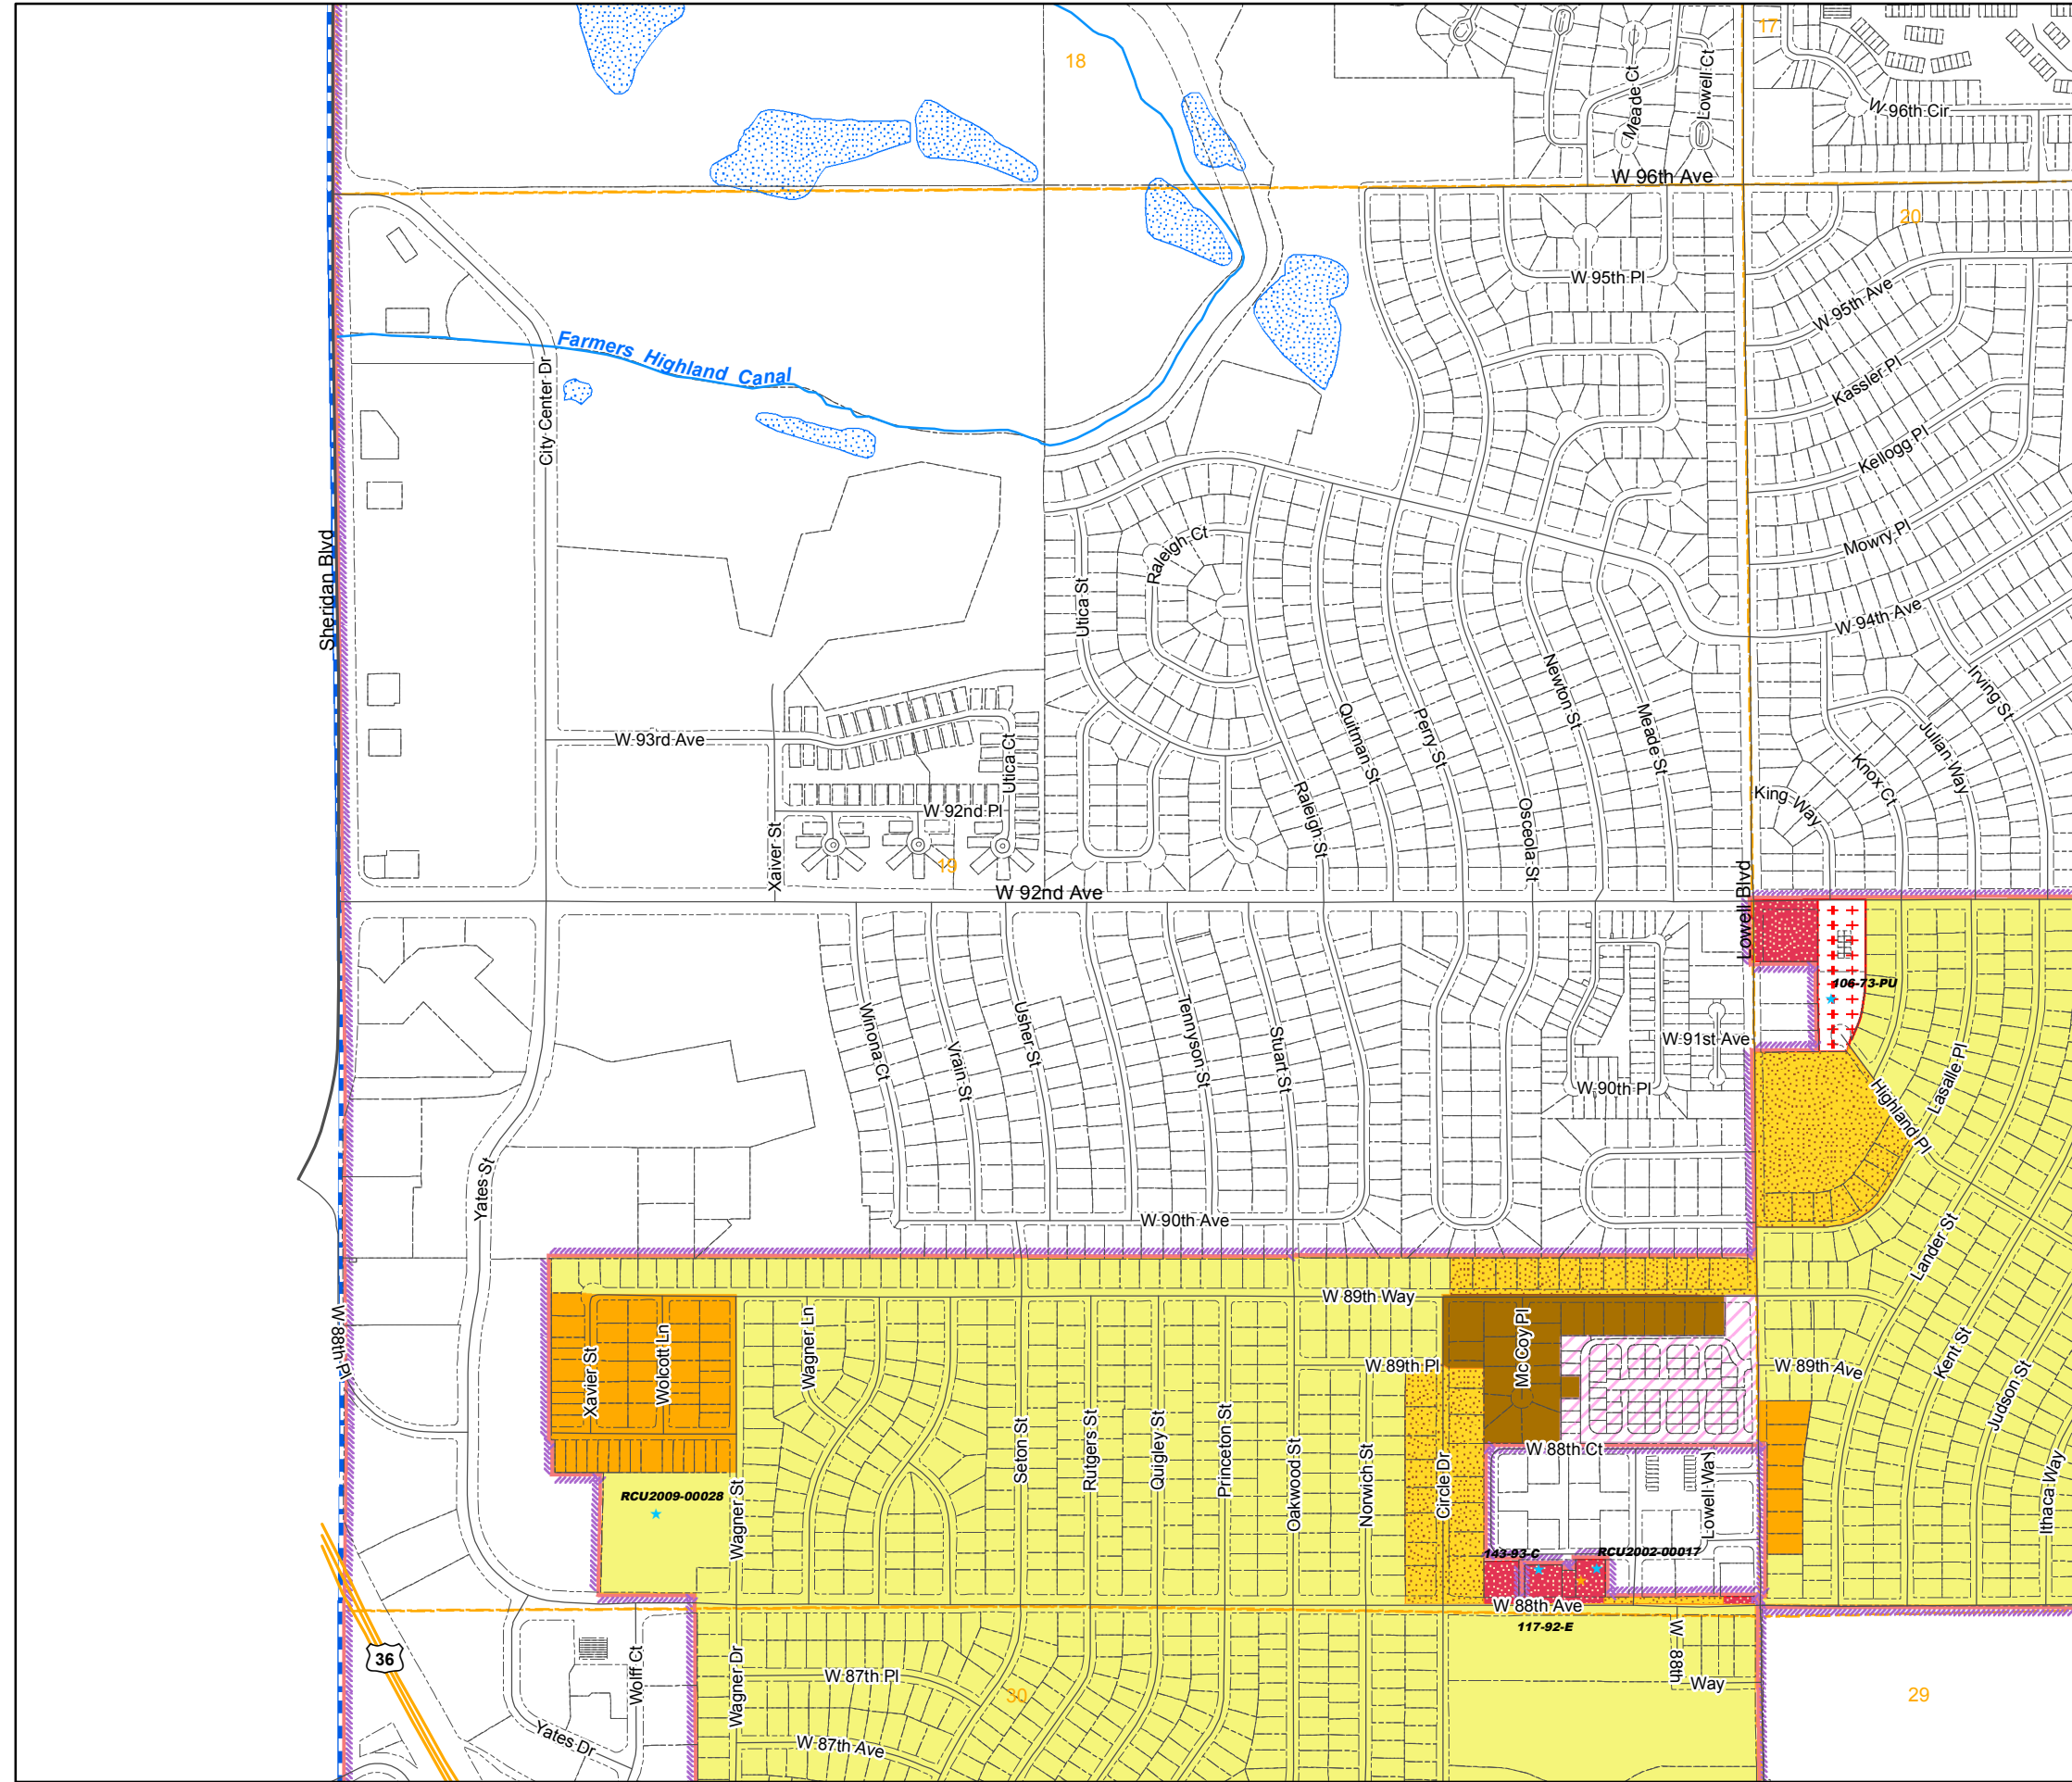 17
18
Meade Ct
Lowell Ct
W 96th Cir
W 96th Ave
20
W 95th Pl
W 95th Ave
Farmers Highland Canal
City Center Dr
Kassler Pl
Kellogg Pl
Mowry Pl
Raleigh Ct
Sheridan Blvd
Utica St
W 94th Ave
Irving St
Newton St
Meade St
Quitman St
Perry St
Julian Way
W 93rd Ave
Utica Ct
Knox Ct
King Way
Raleigh St
W 92nd Pl
Osceola St
Xaiver St
19
W 92nd Ave
Lowell Blvd
106-73-PU
Winona Ct
Vrain St
Usher St
Tennyson St
Stuart St
W 91st Ave
W 90th Pl
Lasalle Pl
Highland Pl
Yates St
W 90th Ave
Lander St
W 89th Way
W 88th Pl
Xavier St
Wolcott Ln
Wagner Ln
Mc Coy Pl
W 89th Pl
W 89th Ave
Kent St
Judson St
Seton St
Rutgers St
Quigley St
Princeton St
Oakwood St
Norwich St
Circle Dr
W 88th Ct
Lowell Way
Ithaca Way
RCU2009-00028
Wagner St
143-93-C
RCU2002-00017
W 88th Ave
117-92-E
36
Wolff Ct
Wagner Dr
W 87th Pl
W 88th
Way
30
29
Yates Dr
W 87th Ave